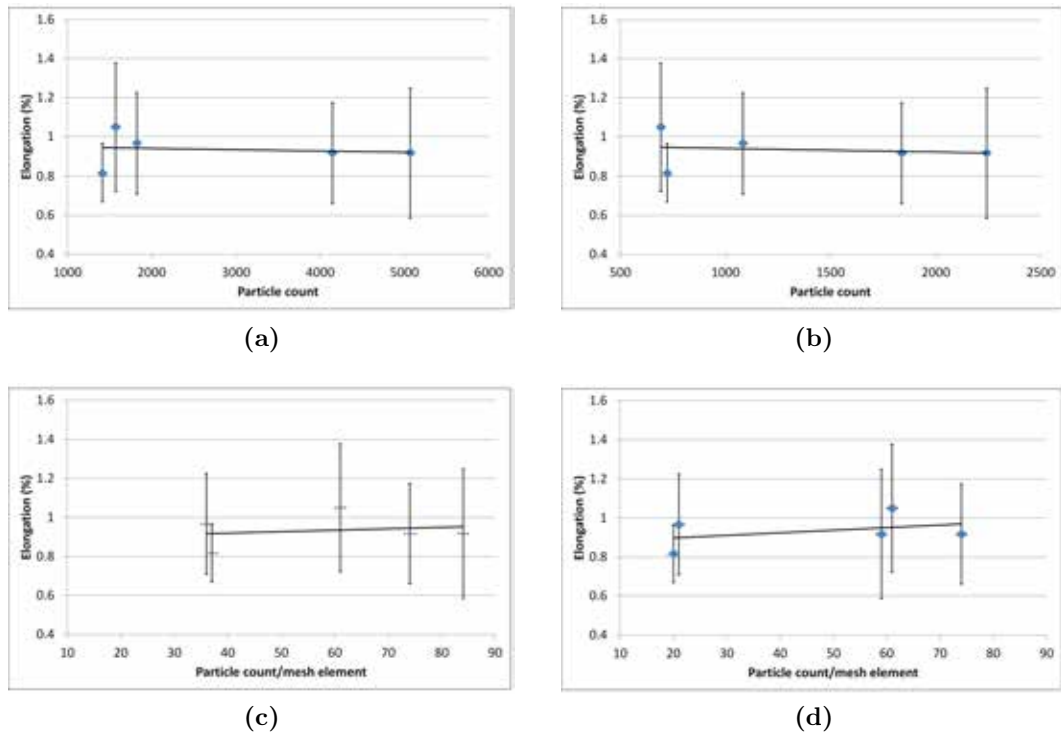 1.6
1.4
1.2
1
0.8
0.6
0.4
Elongation (%)
1000 2000 3000 4000 5000 6000
Particle count
(a)
1.6
1.4
1.2
1
0.8
0.6
0.4
Elongation (%)
500 1000 1500 2000 2500
Particle count
(b)
1.6
1.4
1.2
1
0.8
0.6
0.4
Elongation (%)
10 20 30 40 50 60 70 80 90
Particle count/mesh element
(c)
1.6
1.4
1.2
1
0.8
0.6
0.4
Elongation (%)
10 20 30 40 50 60 70 80 90
Particle count/mesh element
(d)